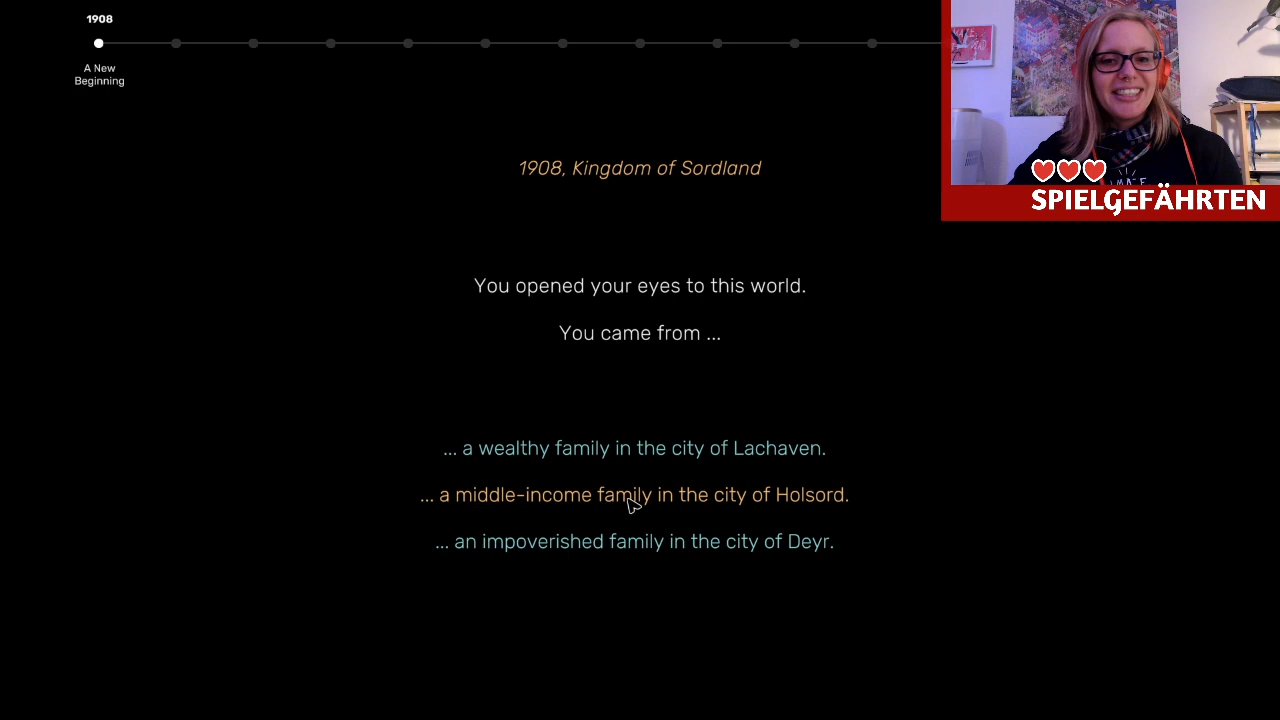 1908
A New
Beginning
1908, Kingdom of Sordland
SPIELGEFÄHRTEN
You opened your eyes to this world.
You came from ...
... a wealthy family in the city of Lachaven.
... a middle-income family in the city of Holsord.
... an impoverished family in the city of Deyr.